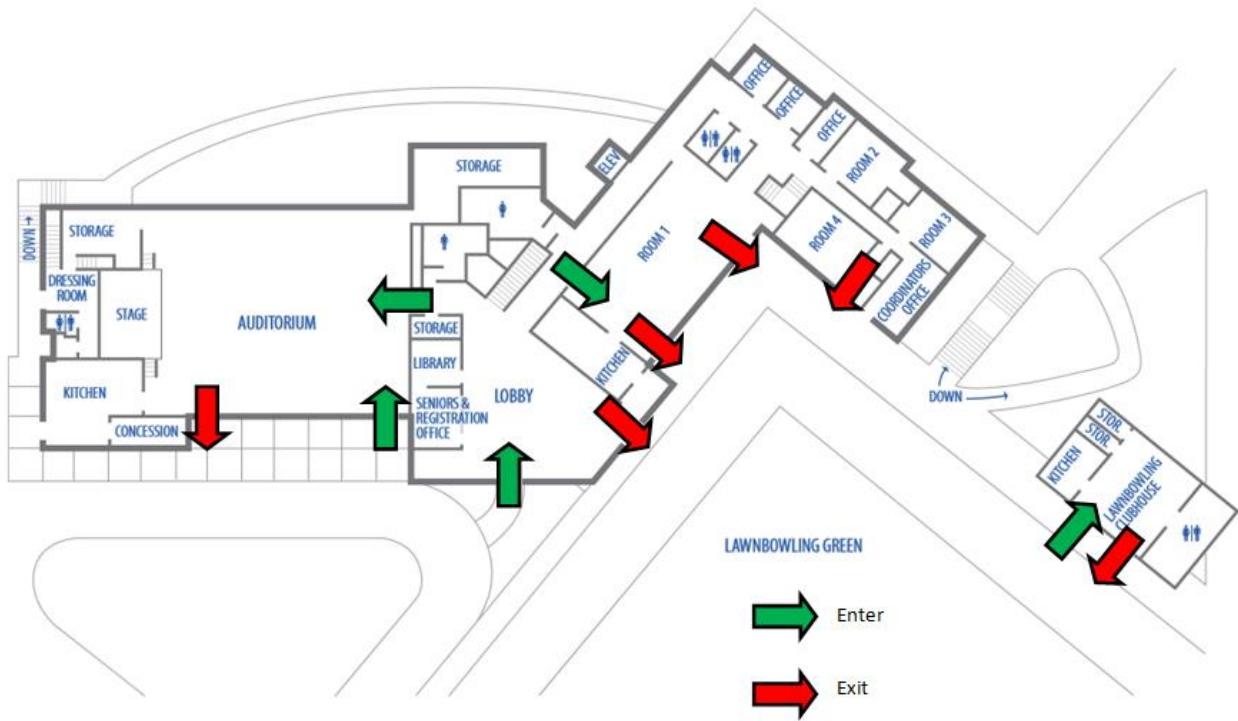 OFFICE
OFFICE
OFFICE
ROOM 2
ROOM 3
ELEV
STORAGE
ROOM 1
ROOM 4
COORDINATORS
OFFICE
DOWN →
STORAGE
DRESSING
ROOM
STAGE
AUDITORIUM
STORAGE
LIBRARY
LOBBY
SENIORS &
REGISTRATION
OFFICE
KITCHEN
KITCHEN
CONCESSION
DOWN
STOR.
STOR.
KITCHEN
LAWNBOWLING
CLUBHOUSE
LAWNBOWLING GREEN
Enter
Exit